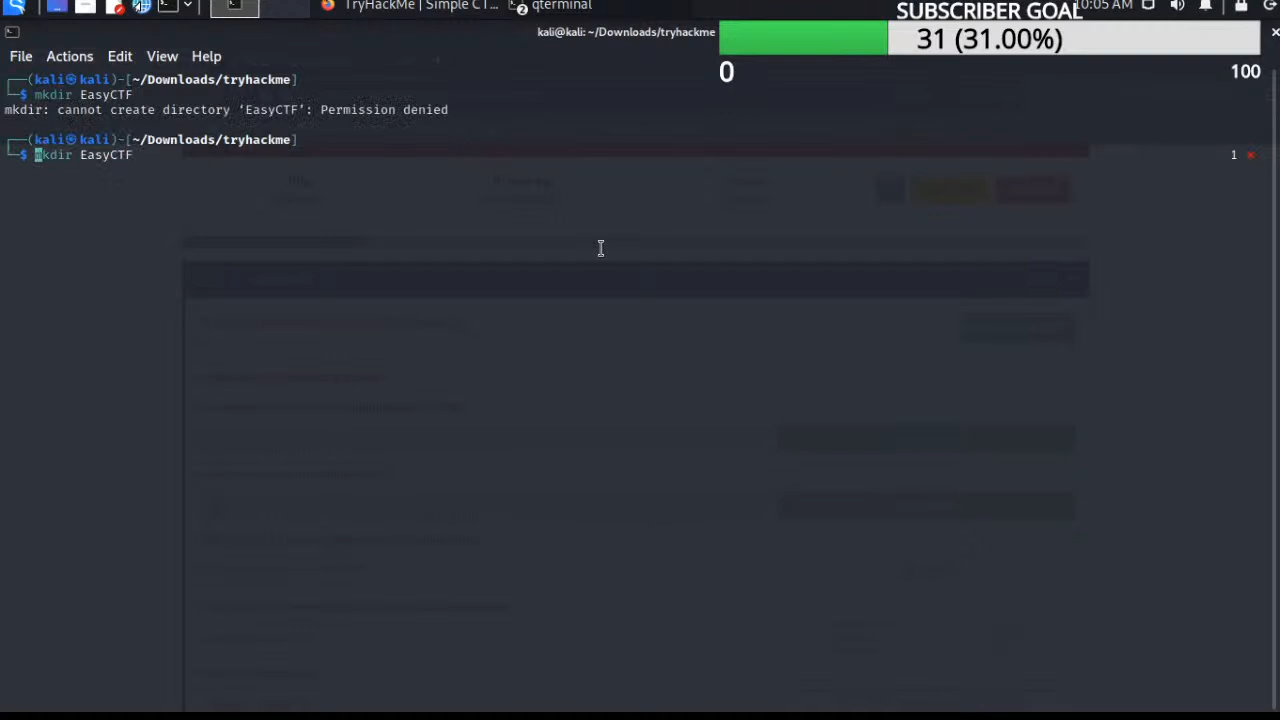 TryHackMe | Simple CT...
qterminal
2
SUBSCRIBER GOAL
10:05 AM
kali@kali: ~/Downloads/tryhackme
31 (31.00%)
0
100
File Actions Edit View Help
┌──(kali㉿kali)-[~/Downloads/tryhackme]
└─$ mkdir EasyCTF
mkdir: cannot create directory ‘EasyCTF’: Permission denied
┌──(kali㉿kali)-[~/Downloads/tryhackme]
└─$ mkdir EasyCTF
1 ✗